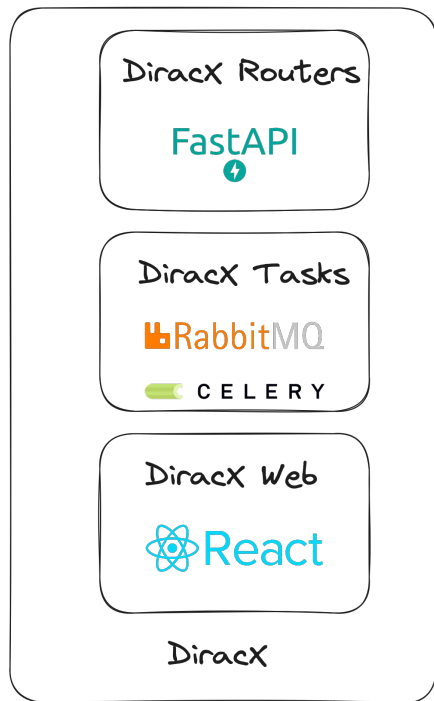 DiracX Routers
FastAPI
DiracX Tasks
RabbitMQ
CELERY
DiracX Web
React
DiracX